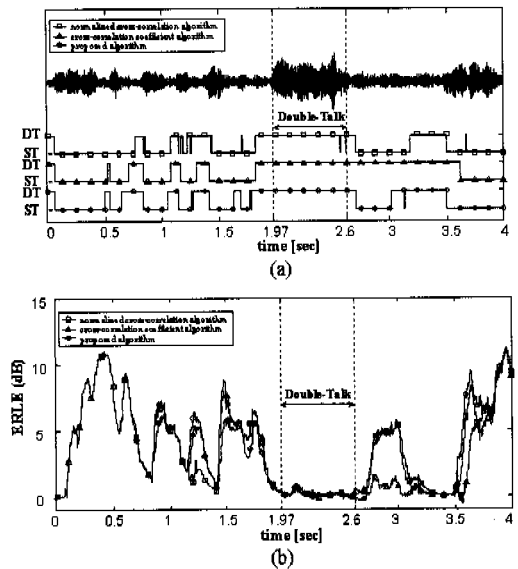 (a)
normalized cross-correlation algorithm
cross-correlation coefficient algorithm
proposed algorithm
Double-Talk
DT
ST
DT
ST
DT
ST
0 0.5 1 1.5 1.97 2.6 3 3.5 4
time [sec]
(a)
15
normalized cross-correlation algorithm
cross-correlation coefficient algorithm
proposed algorithm
10
ERLE (dB)
Double-Talk
5
0
0 0.5 1 1.5 1.97 2.6 3 3.5 4
time [sec]
(b)